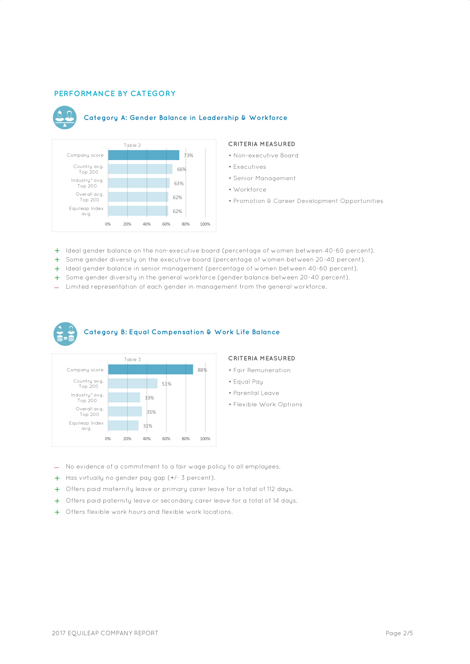 PERFORMANCE BY CATEGORY
Category A: Gender Balance in Leadership & Workforce
Table 2
Company score 73%
Country avg. Top 200 66%
Industry* avg. Top 200 63%
Overall avg. Top 200 62%
Equileap Index avg. 62%
0% 20% 40% 60% 80% 100%
CRITERIA MEASURED
• Non-executive Board
• Executives
• Senior Management
• Workforce
• Promotion & Career Development Opportunities
+ Ideal gender balance on the non-executive board (percentage of women between 40-60 percent).
+ Some gender diversity on the executive board (percentage of women between 20-40 percent).
+ Ideal gender balance in senior management (percentage of women between 40-60 percent).
+ Some gender diversity in the general workforce (gender balance between 20-40 percent).
– Limited representation of each gender in management from the general workforce.
Category B: Equal Compensation & Work Life Balance
Table 3
Company score 88%
Country avg. Top 200 51%
Industry* avg. Top 200 33%
Overall avg. Top 200 35%
Equileap Index avg. 31%
0% 20% 40% 60% 80% 100%
CRITERIA MEASURED
• Fair Remuneration
• Equal Pay
• Parental Leave
• Flexible Work Options
– No evidence of a commitment to a fair wage policy to all employees.
+ Has virtually no gender pay gap (+/- 3 percent).
+ Offers paid maternity leave or primary carer leave for a total of 112 days.
+ Offers paid paternity leave or secondary carer leave for a total of 14 days.
+ Offers flexible work hours and flexible work locations.
2017 EQUILEAP COMPANY REPORT
Page 2/5